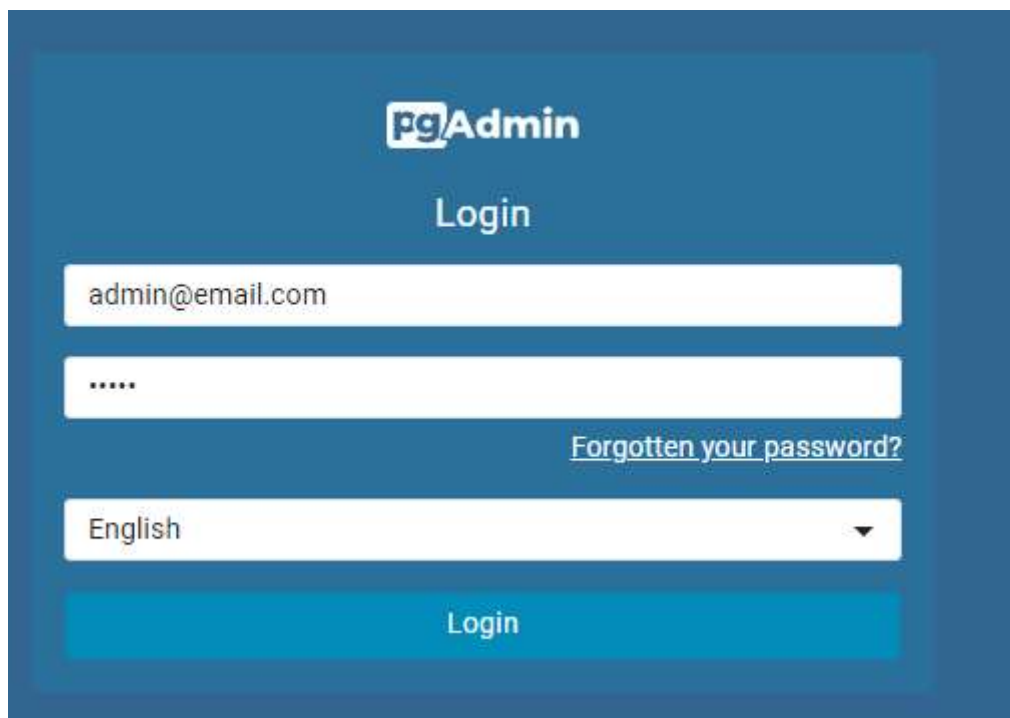 pgAdmin
Login
admin@email.com
•••••
Forgotten your password?
English
Login